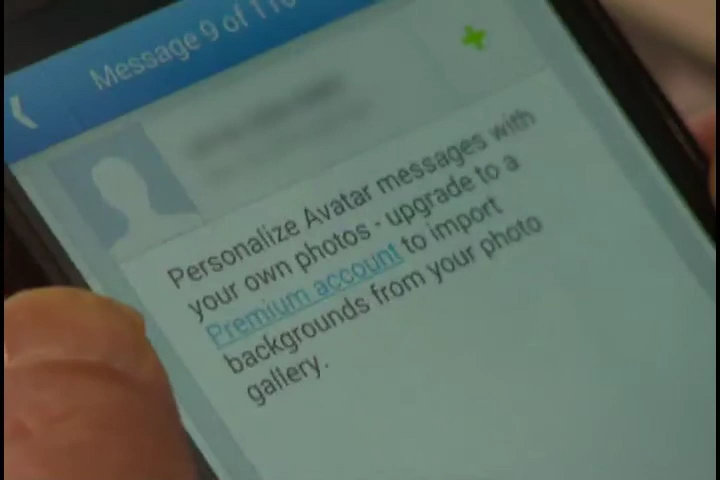 Message 9 of 110
Personalize Avatar messages with
your own photos - upgrade to a
Premium account to import
backgrounds from your photo
gallery.